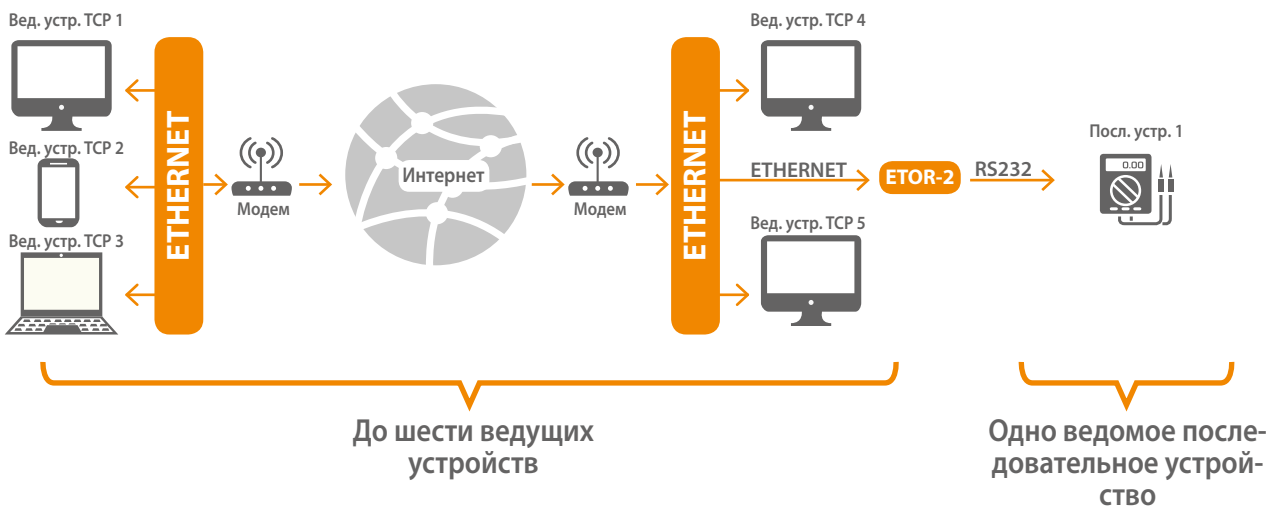 Вед. устр. TCP 1
Вед. устр. TCP 2
Вед. устр. TCP 3
ETHERNET
Модем
Интернет
Модем
ETHERNET
Вед. устр. TCP 4
ETHERNET
Вед. устр. TCP 5
ETOR-2
RS232
Посл. устр. 1
0.00
До шести ведущих
устройств
Одно ведомое после-
довательное устрой-
ство